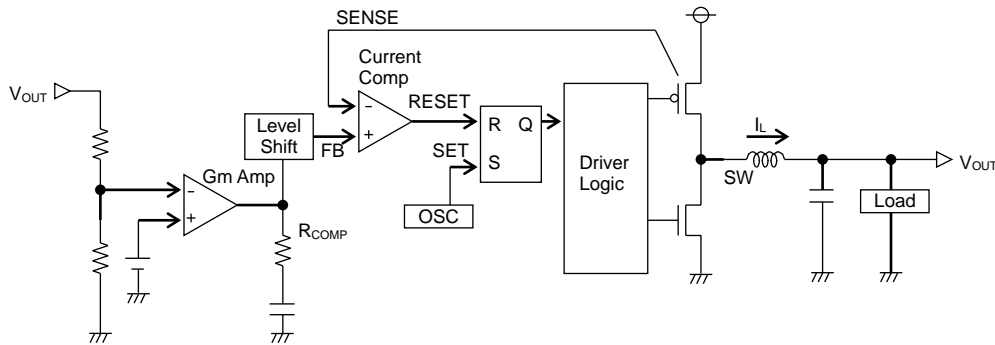 SENSE
Current
Comp
VOUT
RESET
Level
Shift
FB
R Q
SET
S
IL
Driver
Logic
SW
VOUT
Load
Gm Amp
OSC
RCOMP
-
+
-
+